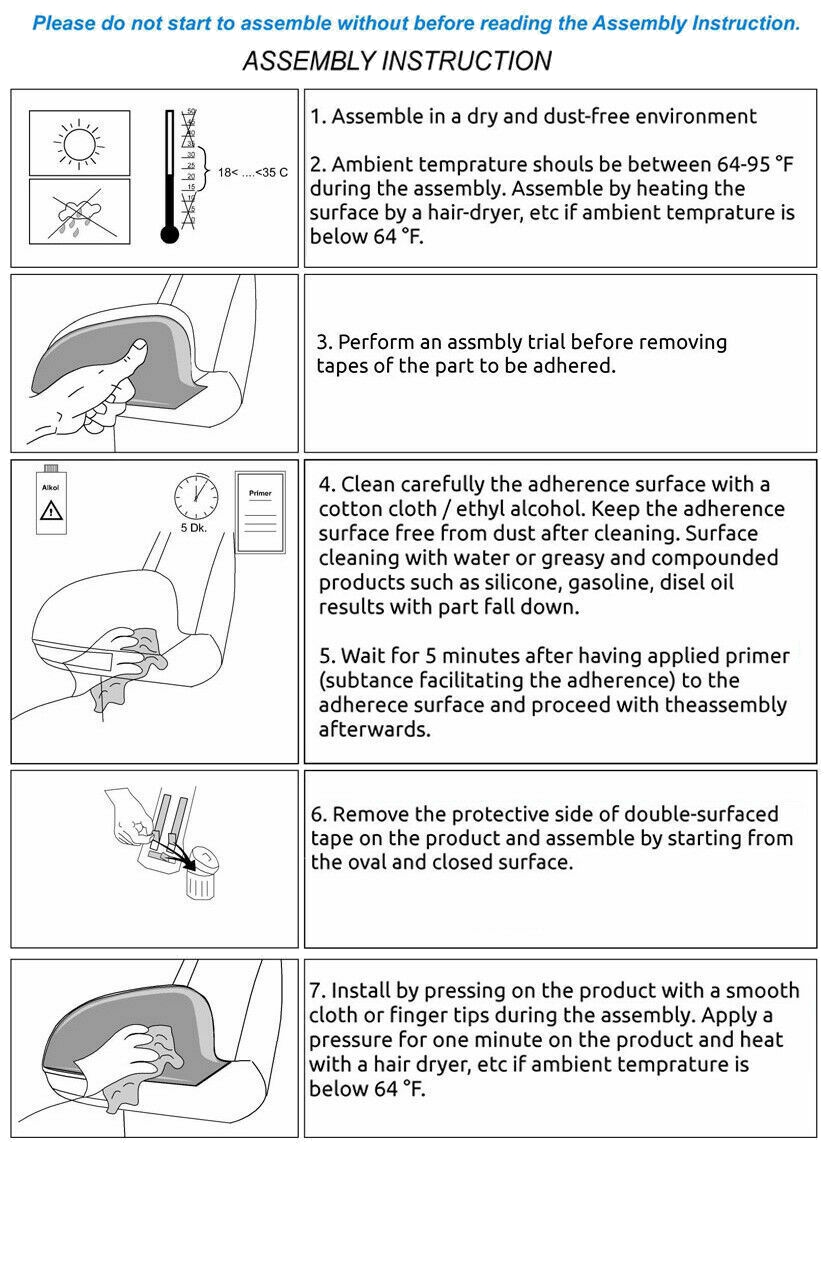 Please do not start to assemble without before reading the Assembly Instruction.
ASSEMBLY INSTRUCTION
50
45
40
35
30
25
20
15
10
5
0
18< ....<35 C
1. Assemble in a dry and dust-free environment
2. Ambient temprature shouls be between 64-95 °F
during the assembly. Assemble by heating the
surface by a hair-dryer, etc if ambient temprature is
below 64 °F.
3. Perform an assmbly trial before removing
tapes of the part to be adhered.
Alkol
5 Dk.
Primer
4. Clean carefully the adherence surface with a
cotton cloth / ethyl alcohol. Keep the adherence
surface free from dust after cleaning. Surface
cleaning with water or greasy and compounded
products such as silicone, gasoline, disel oil
results with part fall down.
5. Wait for 5 minutes after having applied primer
(subtance facilitating the adherence) to the
adherece surface and proceed with theassembly
afterwards.
6. Remove the protective side of double-surfaced
tape on the product and assemble by starting from
the oval and closed surface.
7. Install by pressing on the product with a smooth
cloth or finger tips during the assembly. Apply a
pressure for one minute on the product and heat
with a hair dryer, etc if ambient temprature is
below 64 °F.